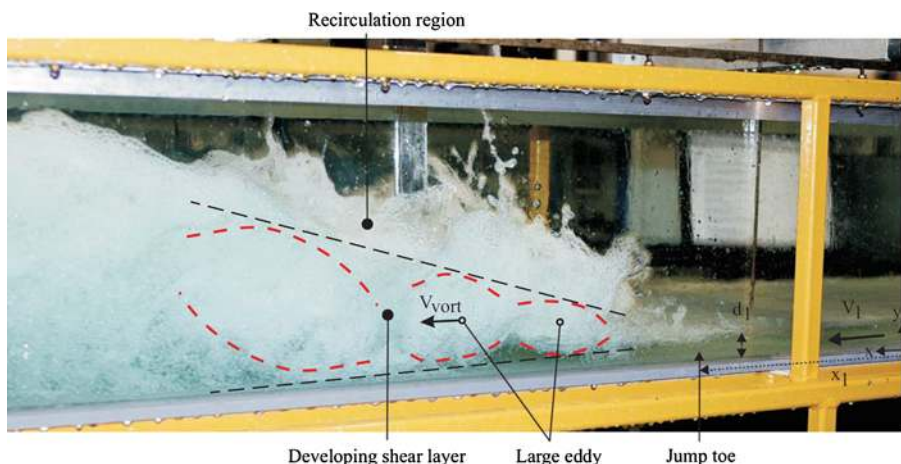 Recirculation region
d1
V1
y
x
x1
Vvort
Developing shear layer
Large eddy
Jump toe